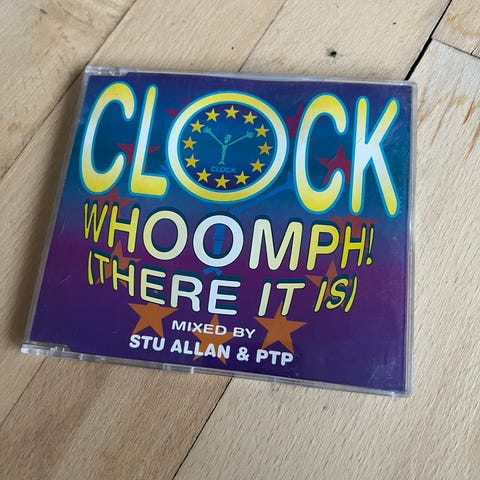 CLOCK
CLOCK
WHOOMPH!
(THERE IT IS)
MIXED BY
STU ALLAN & PTP